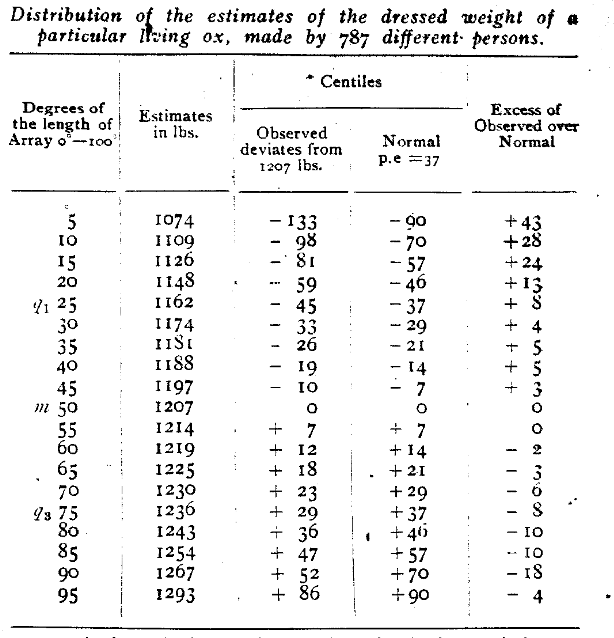 Distribution of the estimates of the dressed weight of a
particular living ox, made by 787 different persons.
Degrees of the length of Array 0°—100° | Estimates in lbs. | * Centiles | Excess of Observed over Normal
Observed deviates from 1207 lbs. | Normal p.e =37
5 1074 - 133 - 90 + 43
10 1109 - 98 - 70 + 28
15 1126 - 81 - 57 + 24
20 1148 - 59 - 46 + 13
q1 25 1162 - 45 - 37 + 8
30 1174 - 33 - 29 + 4
35 1181 - 26 - 21 + 5
40 1188 - 19 - 14 + 5
45 1197 - 10 - 7 + 3
m 50 1207 0 0 0
55 1214 + 7 + 7 0
60 1219 + 12 + 14 - 2
65 1225 + 18 + 21 - 3
70 1230 + 23 + 29 - 6
q3 75 1236 + 29 + 37 - 8
80 1243 + 36 + 46 - 10
85 1254 + 47 + 57 - 10
90 1267 + 52 + 70 - 18
95 1293 + 86 + 90 - 4